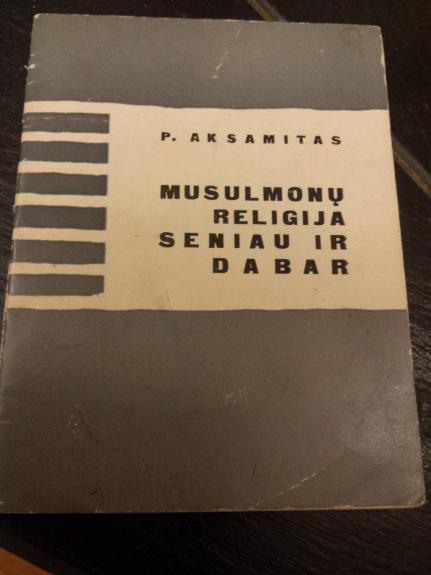 P. AKSAMITAS
MUSULMONŲ
RELIGIJA
SENIAU IR
DABAR